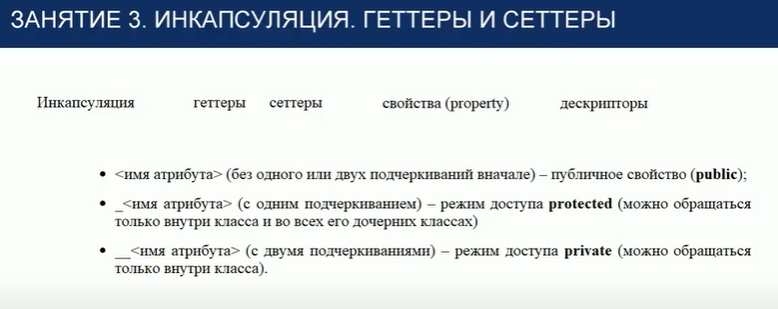 ЗАНЯТИЕ 3. ИНКАПСУЛЯЦИЯ. ГЕТТЕРЫ И СЕТТЕРЫ
Инкапсуляция геттеры сеттеры свойства (property) дескрипторы
• <имя атрибута> (без одного или двух подчеркиваний вначале) – публичное свойство (public);
• _<имя атрибута> (с одним подчеркиванием) – режим доступа protected (можно обращаться
только внутри класса и во всех его дочерних классах)
• __<имя атрибута> (с двумя подчеркиваниями) – режим доступа private (можно обращаться
только внутри класса).